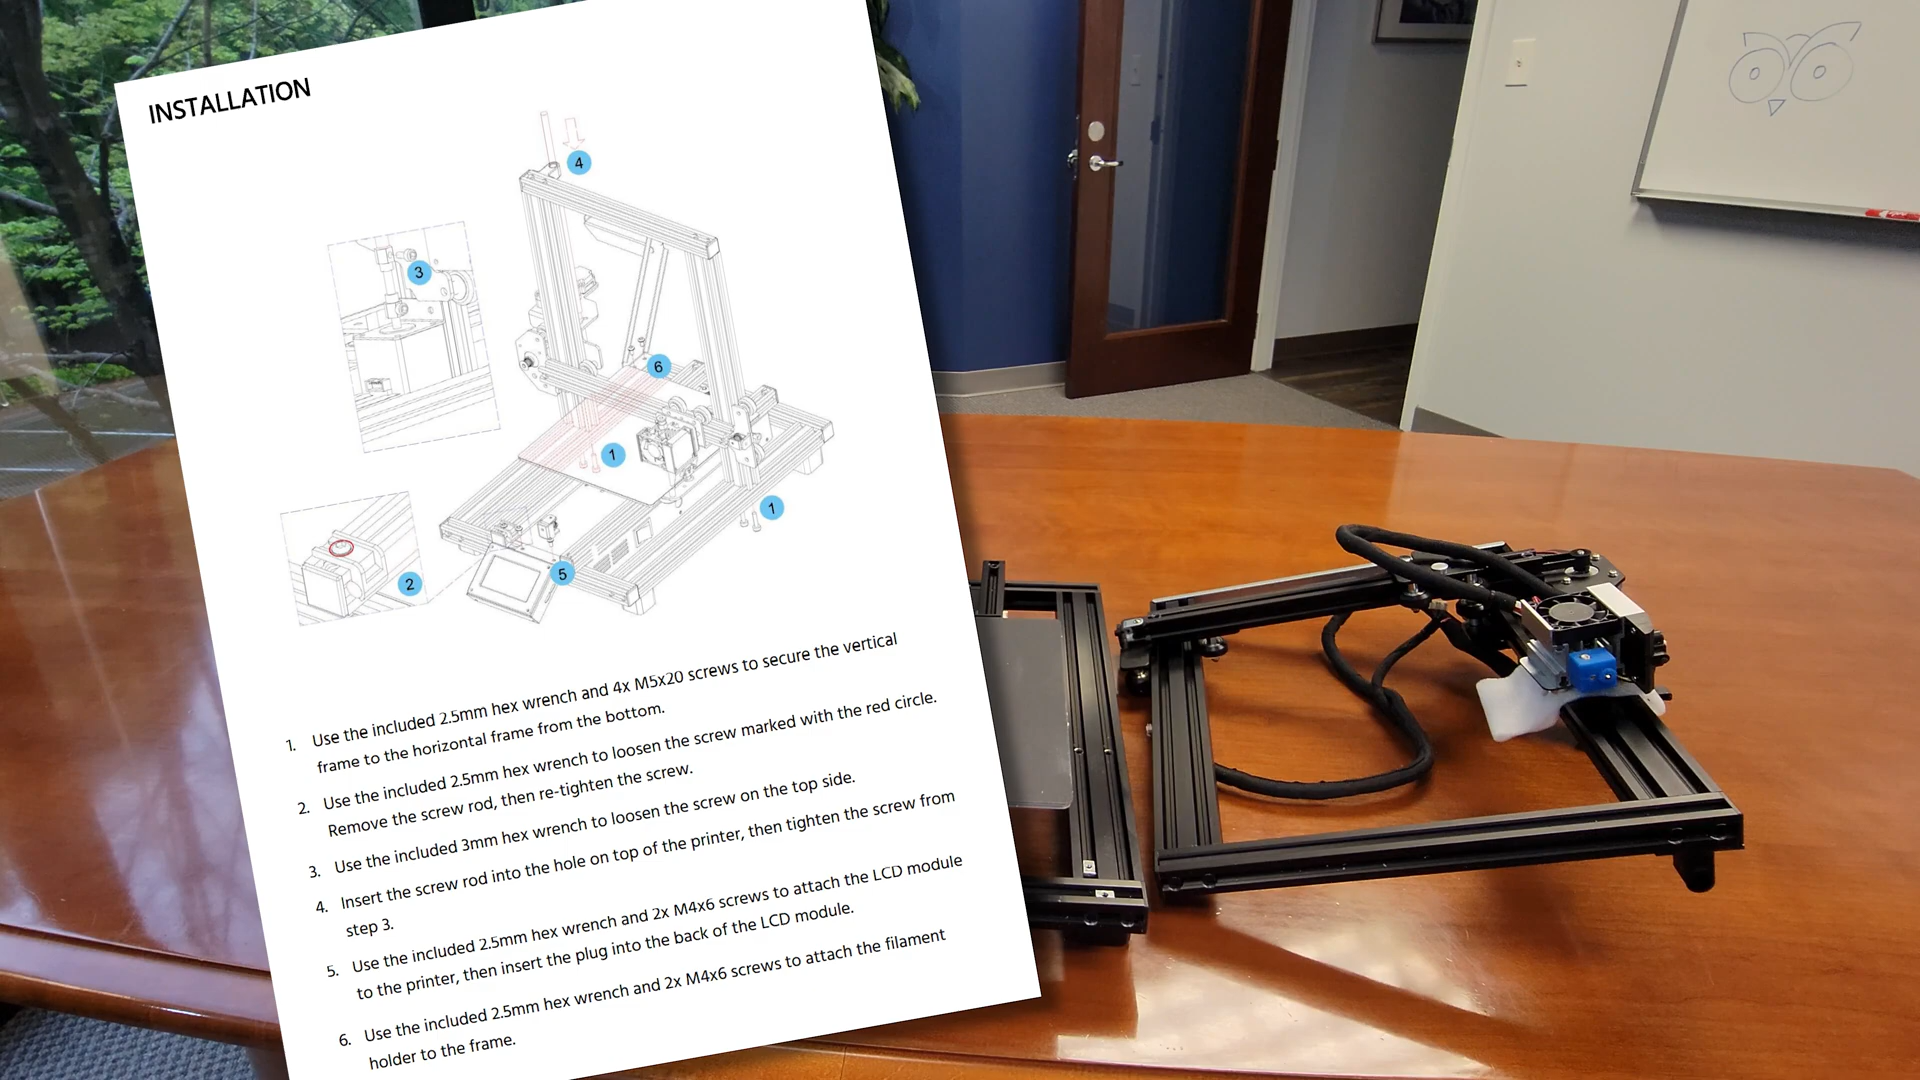 INSTALLATION
4
3
6
1
1
2
5
1. Use the included 2.5mm hex wrench and 4x M5x20 screws to secure the vertical
frame to the horizontal frame from the bottom.
2. Use the included 2.5mm hex wrench to loosen the screw marked with the red circle.
Remove the screw rod, then re-tighten the screw.
3. Use the included 3mm hex wrench to loosen the screw on the top side.
4. Insert the screw rod into the hole on top of the printer, then tighten the screw from
step 3.
5. Use the included 2.5mm hex wrench and 2x M4x6 screws to attach the LCD module
to the printer, then insert the plug into the back of the LCD module.
6. Use the included 2.5mm hex wrench and 2x M4x6 screws to attach the filament
holder to the frame.